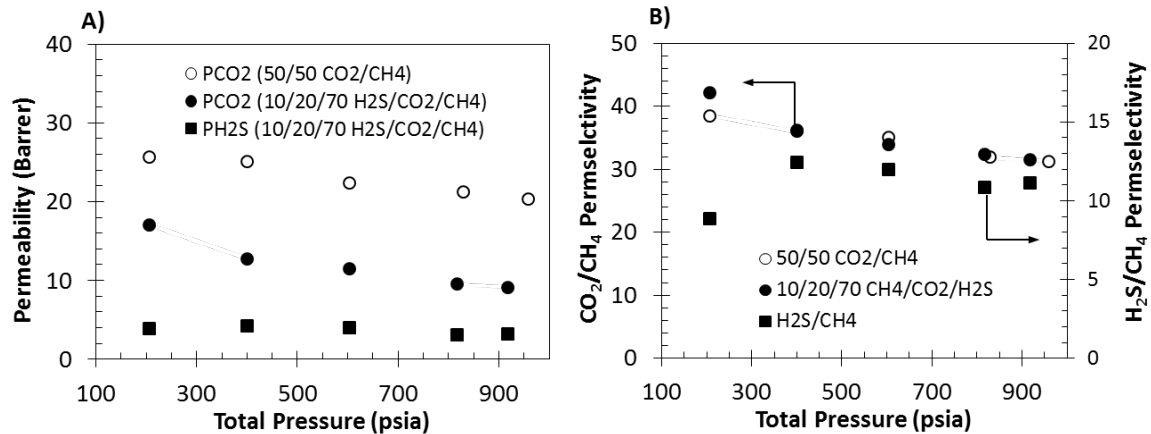 A)
Permeability (Barrer)
40
30
20
10
0
PCO2 (50/50 CO2/CH4)
PCO2 (10/20/70 H2S/CO2/CH4)
PH2S (10/20/70 H2S/CO2/CH4)
100 300 500 700 900
Total Pressure (psia)
B)
CO2/CH4 Permselctivity
50
40
30
20
10
0
50/50 CO2/CH4
10/20/70 CH4/CO2/H2S
H2S/CH4
20
15
10
5
0
H2S/CH4 Permselectivity
100 300 500 700 900
Total Pressure (psia)